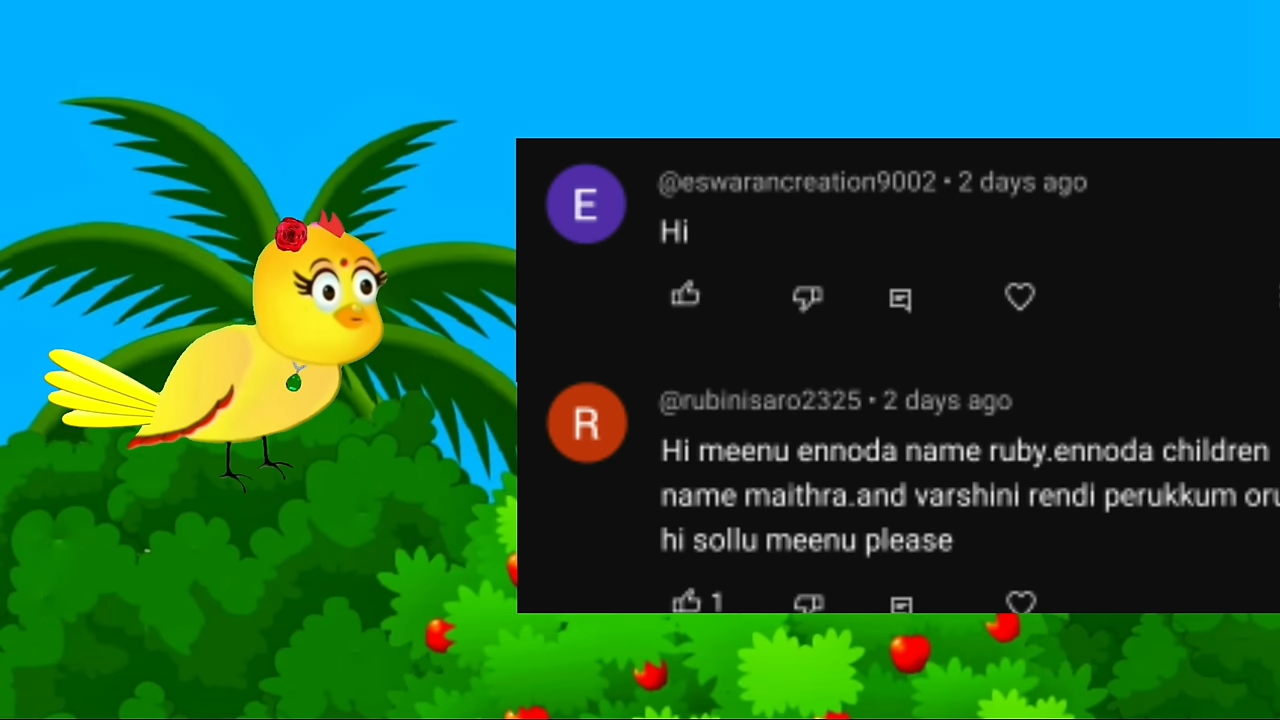 E
@eswarancreation9002 • 2 days ago
Hi
R
@rubinisaro2325 • 2 days ago
Hi meenu ennoda name ruby.ennoda children
name maithra.and varshini rendi perukkum
hi sollu meenu please
1